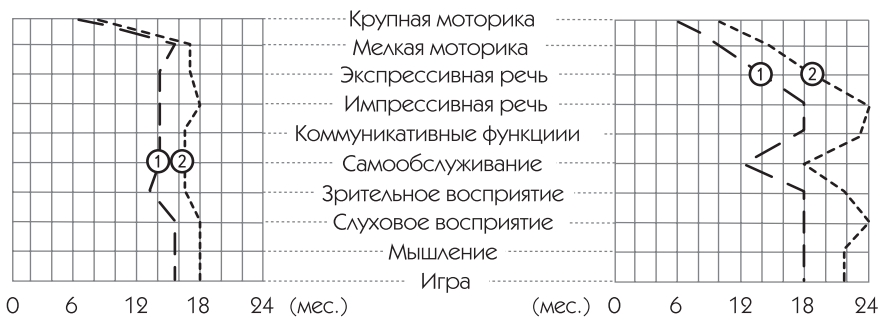 Крупная моторика
Мелкая моторика
Экспрессивная речь
Импрессивная речь
Коммуникативные функциии
Самообслуживание
Зрительное восприятие
Слуховое восприятие
Мышление
Игра
1 2
1 2
0 6 12 18 24 (мес.)
(мес.) 0 6 12 18 24